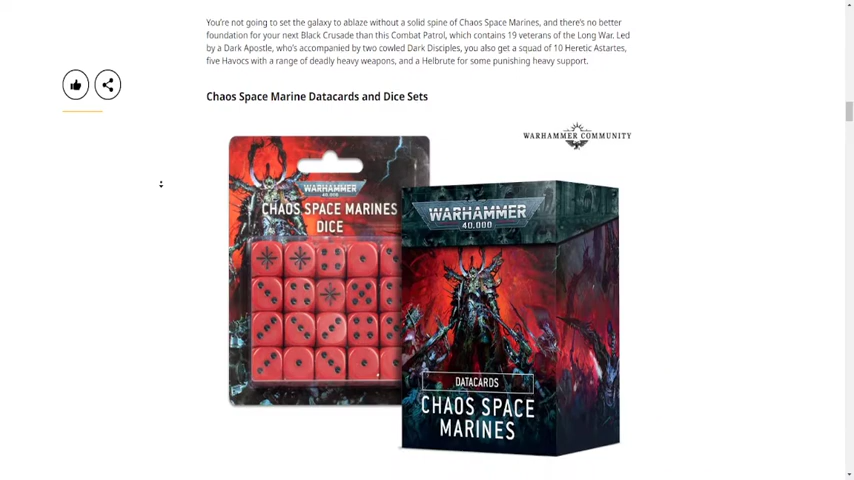 You're not going to set the galaxy to ablaze without a solid spine of Chaos Space Marines, and there's no better
foundation for your next Black Crusade than this Combat Patrol, which contains 19 veterans of the Long War. Led
by a Dark Apostle, who's accompanied by two cowled Dark Disciples, you also get a squad of 10 Heretic Astartes,
five Havocs with a range of deadly heavy weapons, and a Helbrute for some punishing heavy support.
Chaos Space Marine Datacards and Dice Sets
WARHAMMER COMMUNITY
WARHAMMER
40,000
CHAOS SPACE MARINES
DICE
WARHAMMER
40,000
DATACARDS
CHAOS SPACE
MARINES